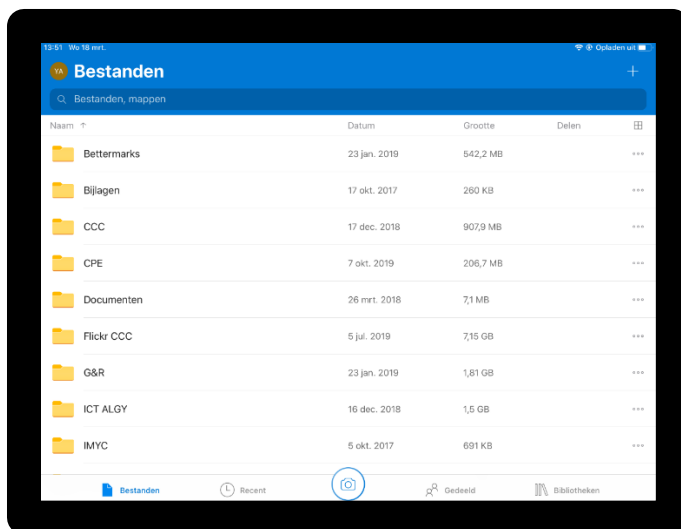 13:51 Wo 18 mrt. Opladen uit
YA Bestanden
Bestanden, mappen
Naam ↑ Datum Grootte Delen
Bettermarks 23 jan. 2019 542,2 MB
Bijlagen 17 okt. 2017 260 KB
CCC 17 dec. 2018 907,9 MB
CPE 7 okt. 2019 206,7 MB
Documenten 26 mrt. 2018 7,1 MB
Flickr CCC 5 jul. 2019 7,15 GB
G&R 23 jan. 2019 1,81 GB
ICT ALGY 16 dec. 2018 1,5 GB
IMYC 5 okt. 2017 691 KB
Bestanden Recent Gedeeld Bibliotheken